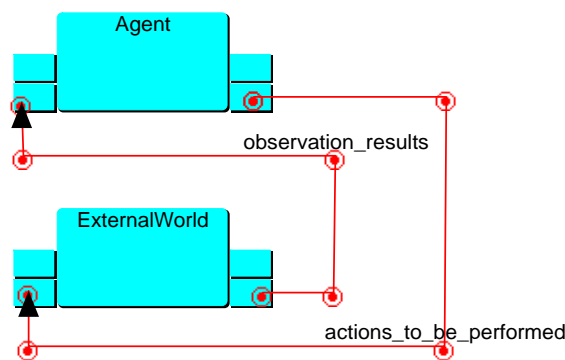 Agent
observation_results
ExternalWorld
actions_to_be_performed